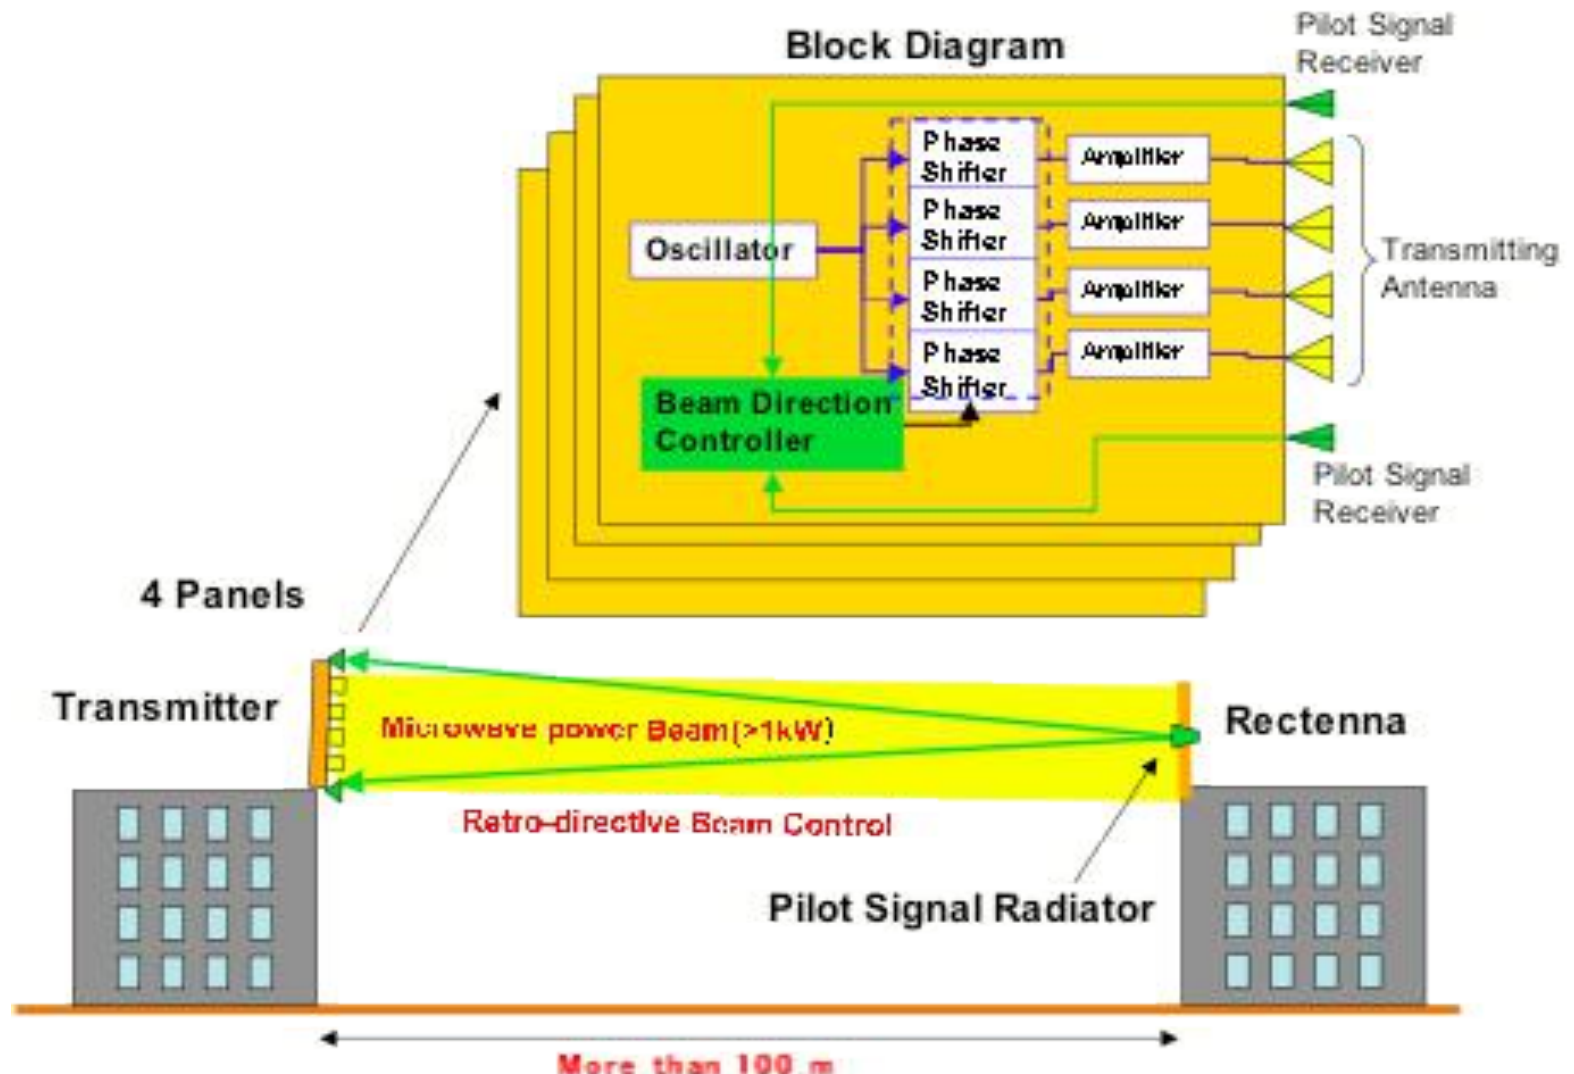 Block Diagram
Pilot Signal
Receiver
Phase
Shifter
Amplifier
Phase
Shifter
Amplifier
Oscillator
Transmitting
Antenna
Phase
Shifter
Amplifier
Phase
Shifter
Amplifier
Beam Direction
Controller
Pilot Signal
Receiver
4 Panels
Transmitter
Microwave power Beam(>1kW)
Rectenna
Retro-directive Beam Control
Pilot Signal Radiator
More than 100 m